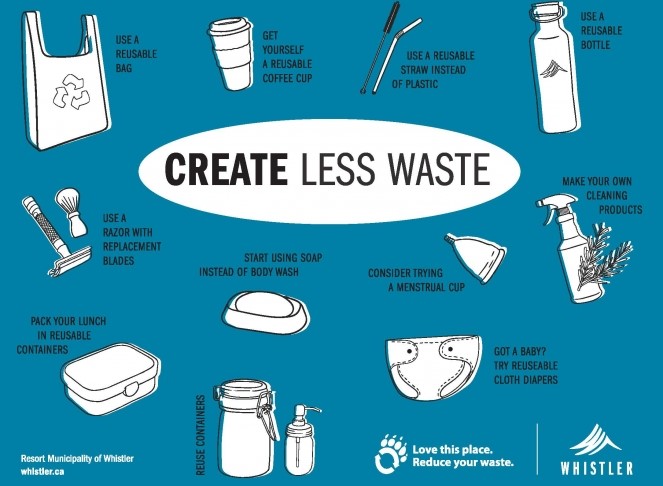 USE A
REUSABLE
BAG
GET
YOURSELF
A REUSABLE
COFFEE CUP
USE A REUSABLE
STRAW INSTEAD
OF PLASTIC
USE A
REUSABLE
BOTTLE
CREATE LESS WASTE
MAKE YOUR OWN
CLEANING
PRODUCTS
USE A
RAZOR WITH
REPLACEMENT
BLADES
START USING SOAP
INSTEAD OF BODY WASH
CONSIDER TRYING
A MENSTRUAL CUP
PACK YOUR LUNCH
IN REUSABLE
CONTAINERS
GOT A BABY?
TRY REUSEABLE
CLOTH DIAPERS
REUSE CONTAINERS
Resort Municipality of Whistler
whistler.ca
Love this place.
Reduce your waste.
WHISTLER